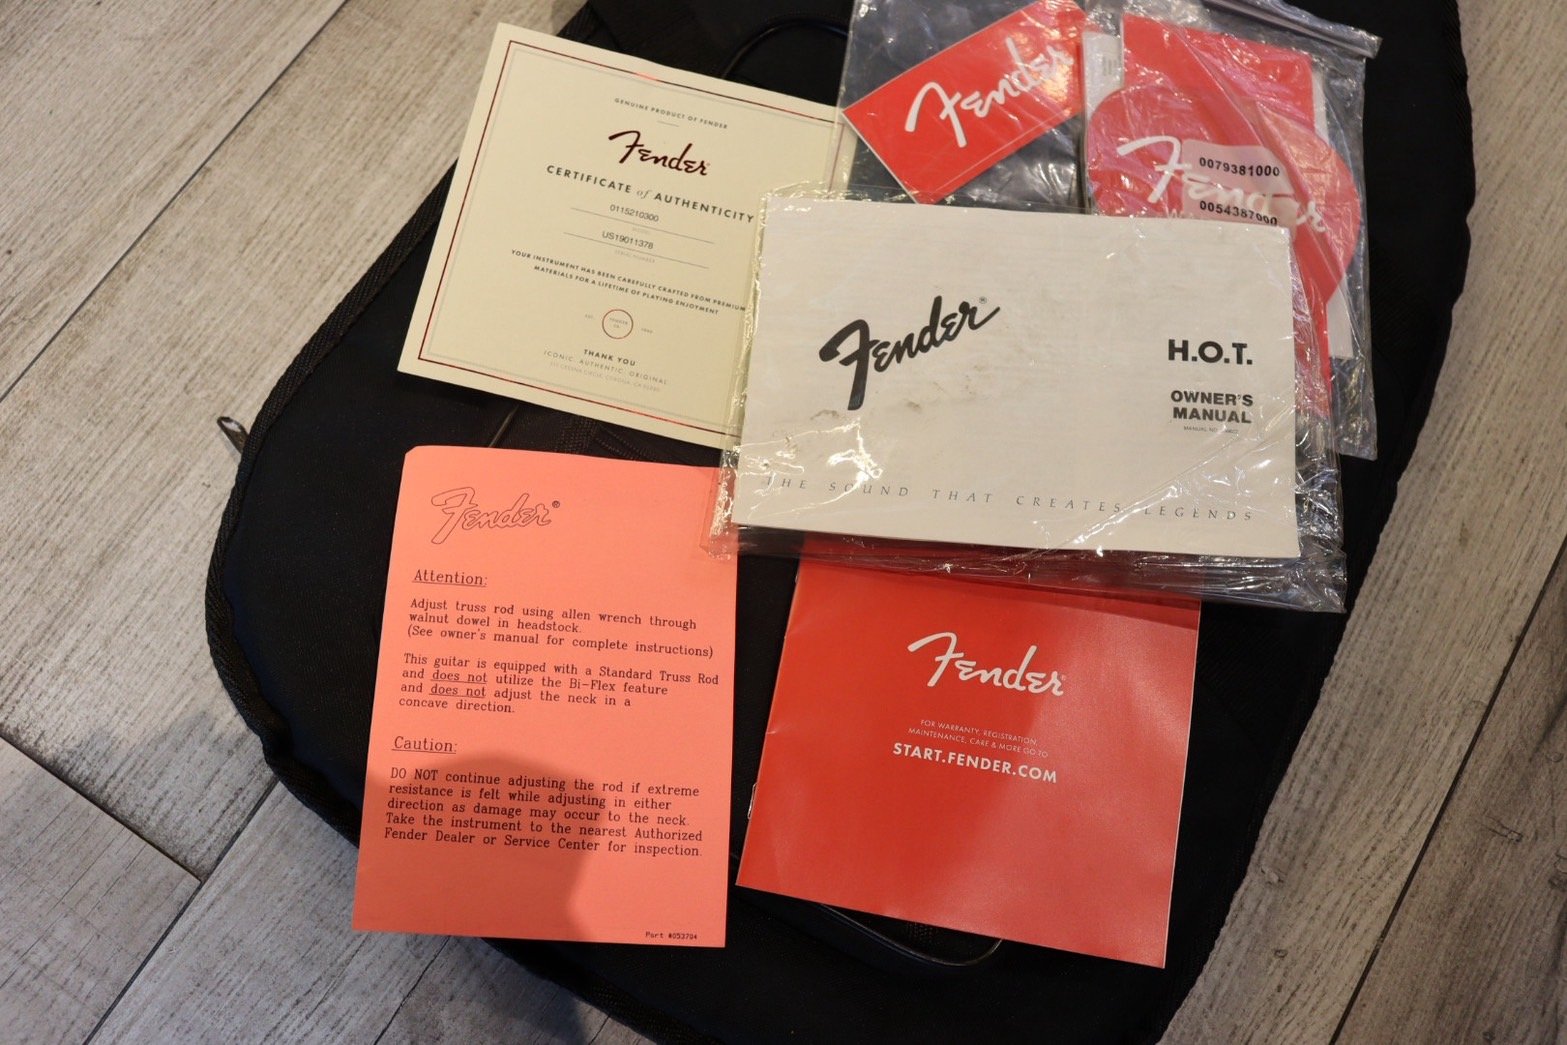 GENUINE PRODUCT OF FENDER
Fender
CERTIFICATE of AUTHENTICITY
0115210300
MODEL
US19011378
SERIAL NUMBER
YOUR INSTRUMENT HAS BEEN CAREFULLY CRAFTED FROM PREMIUM
MATERIALS FOR A LIFETIME OF PLAYING ENJOYMENT
EST.
FENDER
1946
THANK YOU
ICONIC. AUTHENTIC. ORIGINAL
Fender
Fender
0079381000
0054387000
Fender®
H.O.T.
OWNER'S
MANUAL
THE SOUND THAT CREATES LEGENDS
Fender®
Attention:
Adjust truss rod using allen wrench through
walnut dowel in headstock.
(See owner's manual for complete instructions)
This guitar is equipped with a Standard Truss Rod
and does not utilize the Bi-Flex feature
and does not adjust the neck in a
concave direction.
Caution:
DO NOT continue adjusting the rod if extreme
resistance is felt while adjusting in either
direction as damage may occur to the neck.
Take the instrument to the nearest Authorized
Fender Dealer or Service Center for inspection.
Part #053704
Fender
FOR WARRANTY, REGISTRATION
MAINTENANCE, CARE & MORE GO TO
START.FENDER.COM